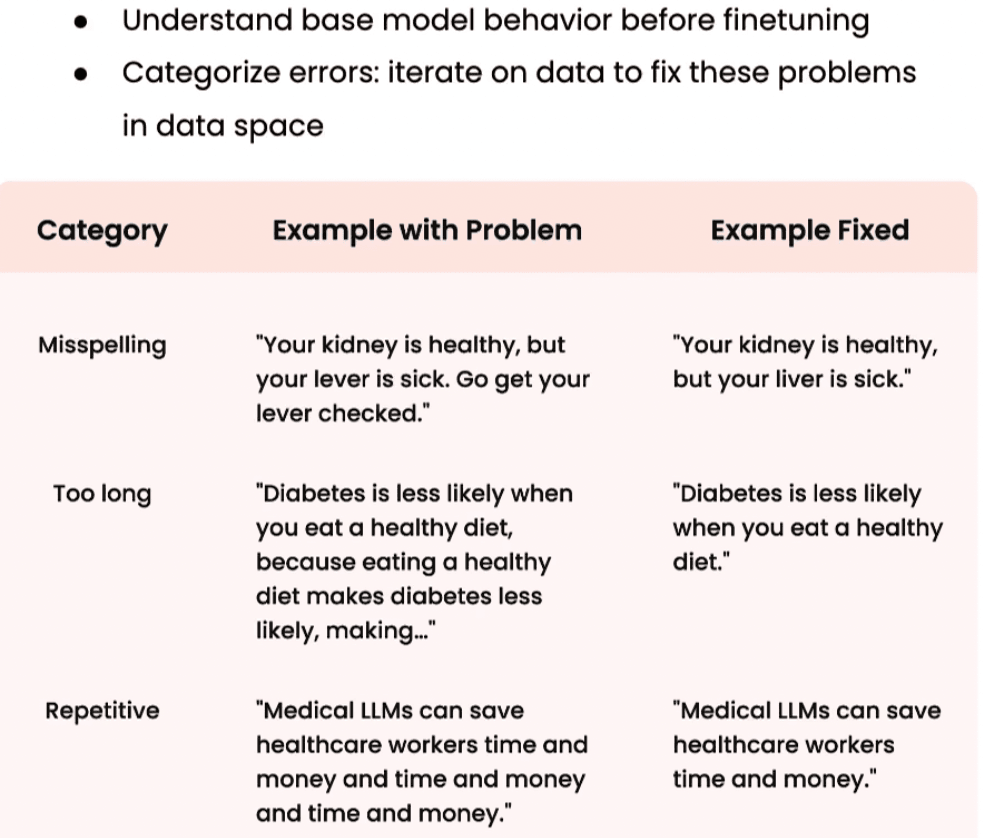 ● Understand base model behavior before finetuning
● Categorize errors: iterate on data to fix these problems
in data space
Category Example with Problem Example Fixed
Misspelling
"Your kidney is healthy, but
your lever is sick. Go get your
lever checked."
"Your kidney is healthy,
but your liver is sick."
Too long
"Diabetes is less likely when
you eat a healthy diet,
because eating a healthy
diet makes diabetes less
likely, making..."
"Diabetes is less likely
when you eat a healthy
diet."
Repetitive
"Medical LLMs can save
healthcare workers time and
money and time and money
and time and money."
"Medical LLMs can save
healthcare workers
time and money."